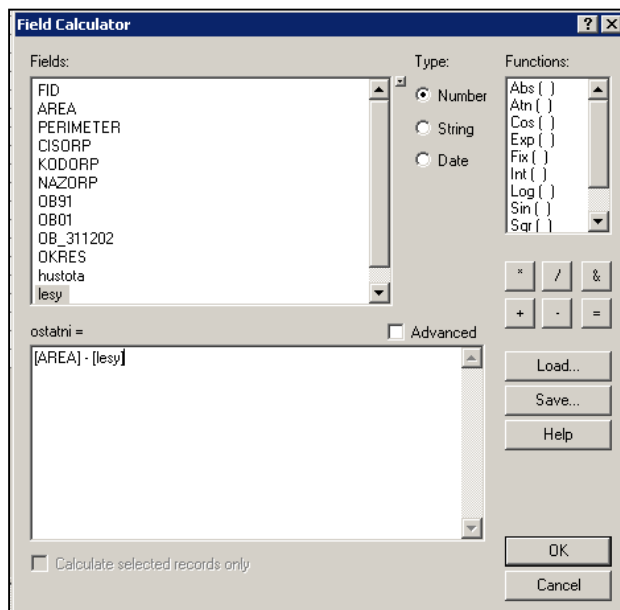 Field Calculator
Fields:
FID
AREA
PERIMETER
CISORP
KODORP
NAZORP
OB91
OB01
OB_311202
OKRES
hustota
lesy
Type:
Number
String
Date
Functions:
Abs ( )
Atn ( )
Cos ( )
Exp ( )
Fix ( )
Int ( )
Log ( )
Sin ( )
Sqr ( )
* / &
+ - =
ostatni =
Advanced
[AREA] - [lesy]
Load...
Save...
Help
Calculate selected records only
OK
Cancel